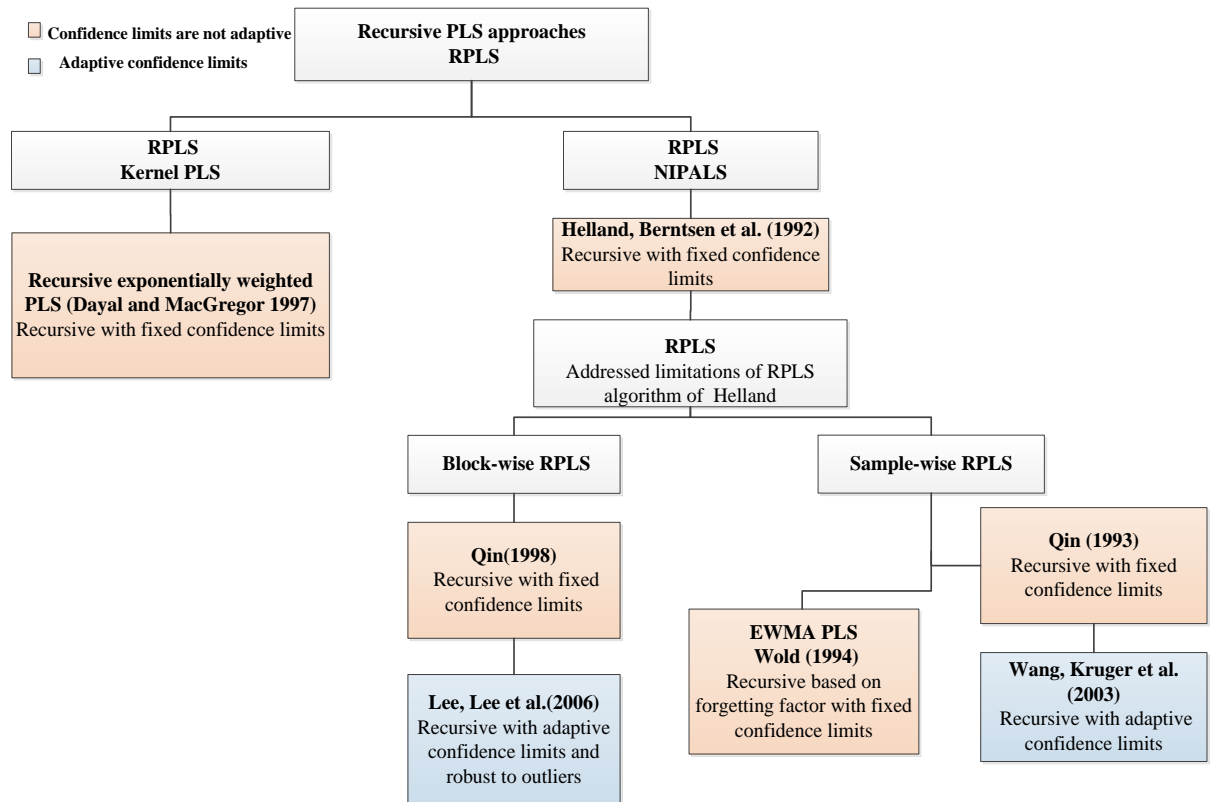 Confidence limits are not adaptive
Adaptive confidence limits
Recursive PLS approaches
RPLS
RPLS
Kernel PLS
RPLS
NIPALS
Recursive exponentially weighted
PLS (Dayal and MacGregor 1997)
Recursive with fixed confidence limits
Helland, Berntsen et al. (1992)
Recursive with fixed confidence
limits
RPLS
Addressed limitations of RPLS
algorithm of Helland
Block-wise RPLS
Sample-wise RPLS
Qin(1998)
Recursive with fixed
confidence limits
Qin (1993)
Recursive with fixed
confidence limits
EWMA PLS
Wold (1994)
Recursive based on
forgetting factor with fixed
confidence limits
Lee, Lee et al.(2006)
Recursive with adaptive
confidence limits and
robust to outliers
Wang, Kruger et al.
(2003)
Recursive with adaptive
confidence limits